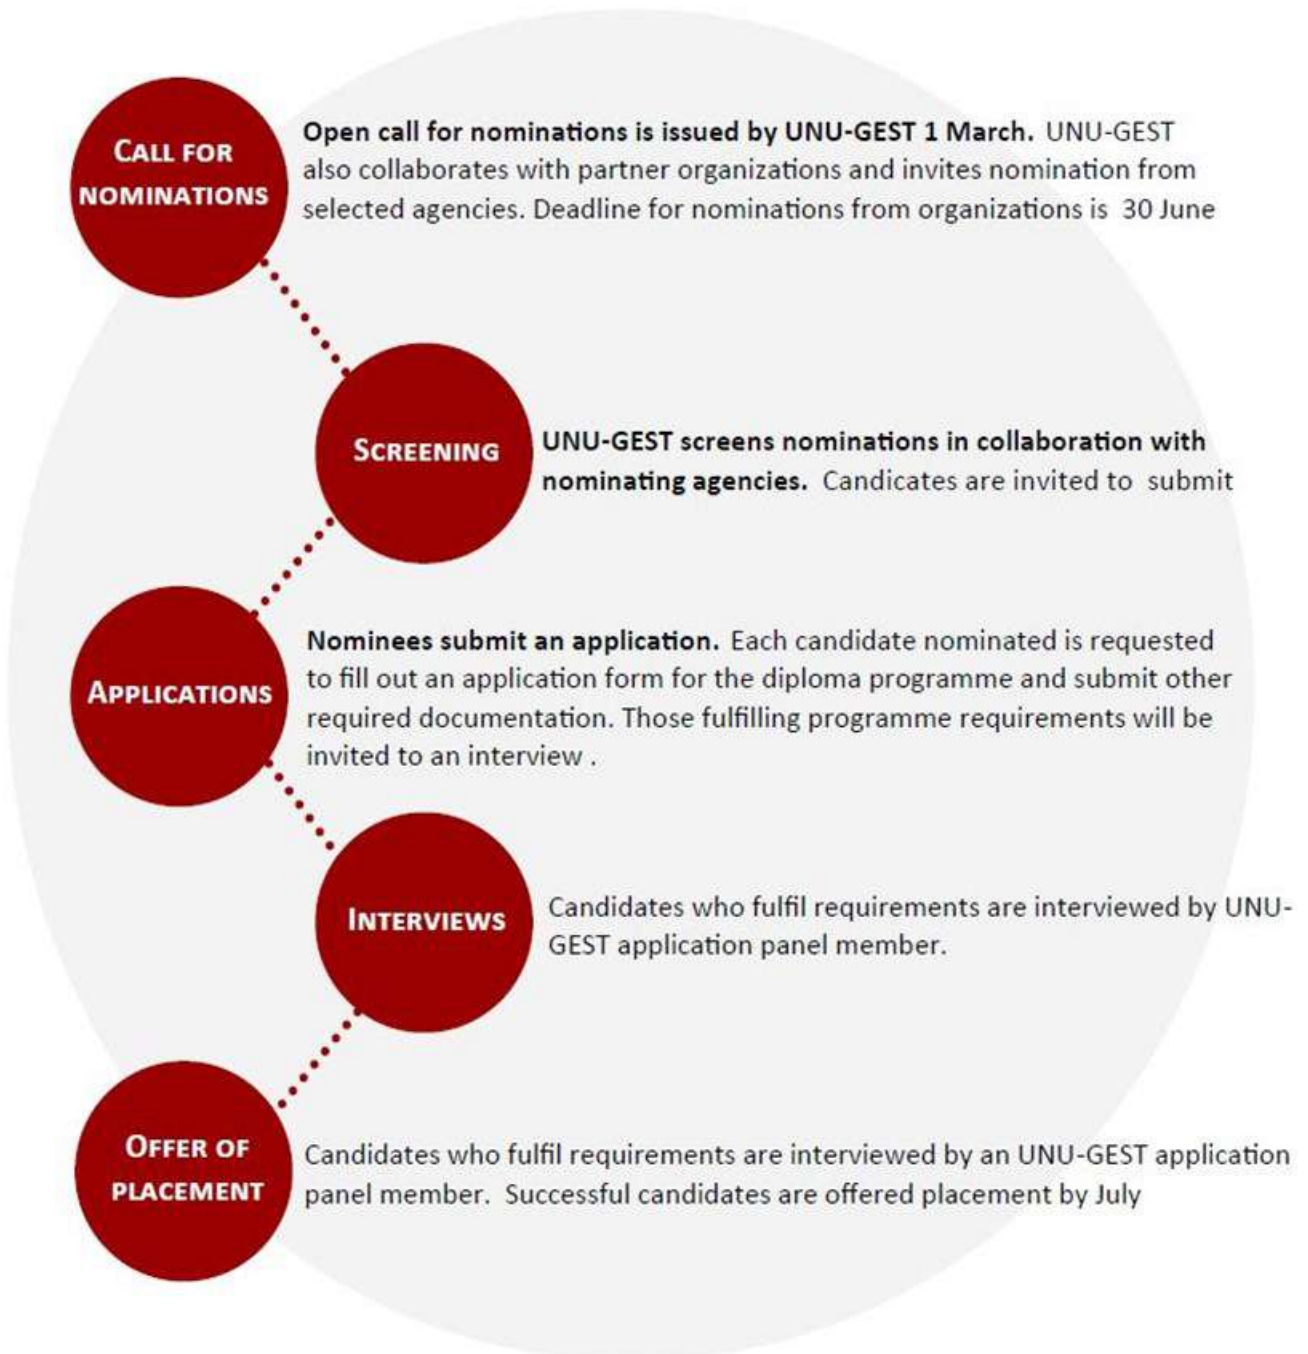 CALL FOR
NOMINATIONS
Open call for nominations is issued by UNU-GEST 1 March. UNU-GEST
also collaborates with partner organizations and invites nomination from
selected agencies. Deadline for nominations from organizations is 30 June
SCREENING
UNU-GEST screens nominations in collaboration with
nominating agencies. Candicates are invited to submit
APPLICATIONS
Nominees submit an application. Each candidate nominated is requested
to fill out an application form for the diploma programme and submit other
required documentation. Those fulfilling programme requirements will be
invited to an interview .
INTERVIEWS
Candidates who fulfil requirements are interviewed by UNU-
GEST application panel member.
OFFER OF
PLACEMENT
Candidates who fulfil requirements are interviewed by an UNU-GEST application
panel member. Successful candidates are offered placement by July